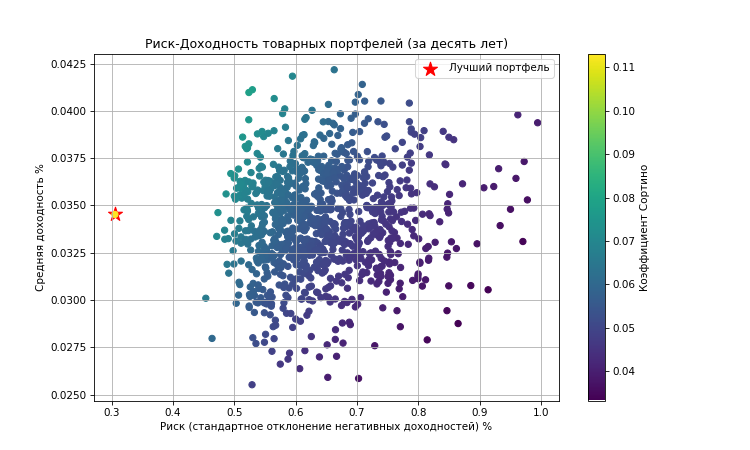 Риск-Доходность товарных портфелей (за десять лет)
Лучший портфель
0.0425
0.0400
0.0375
0.0350
0.0325
0.0300
0.0275
0.0250
Средняя доходность %
0.3 0.4 0.5 0.6 0.7 0.8 0.9 1.0
Риск (стандартное отклонение негативных доходностей) %
0.11
0.10
0.09
0.08
0.07
0.06
0.05
0.04
Коэффициент Сортино